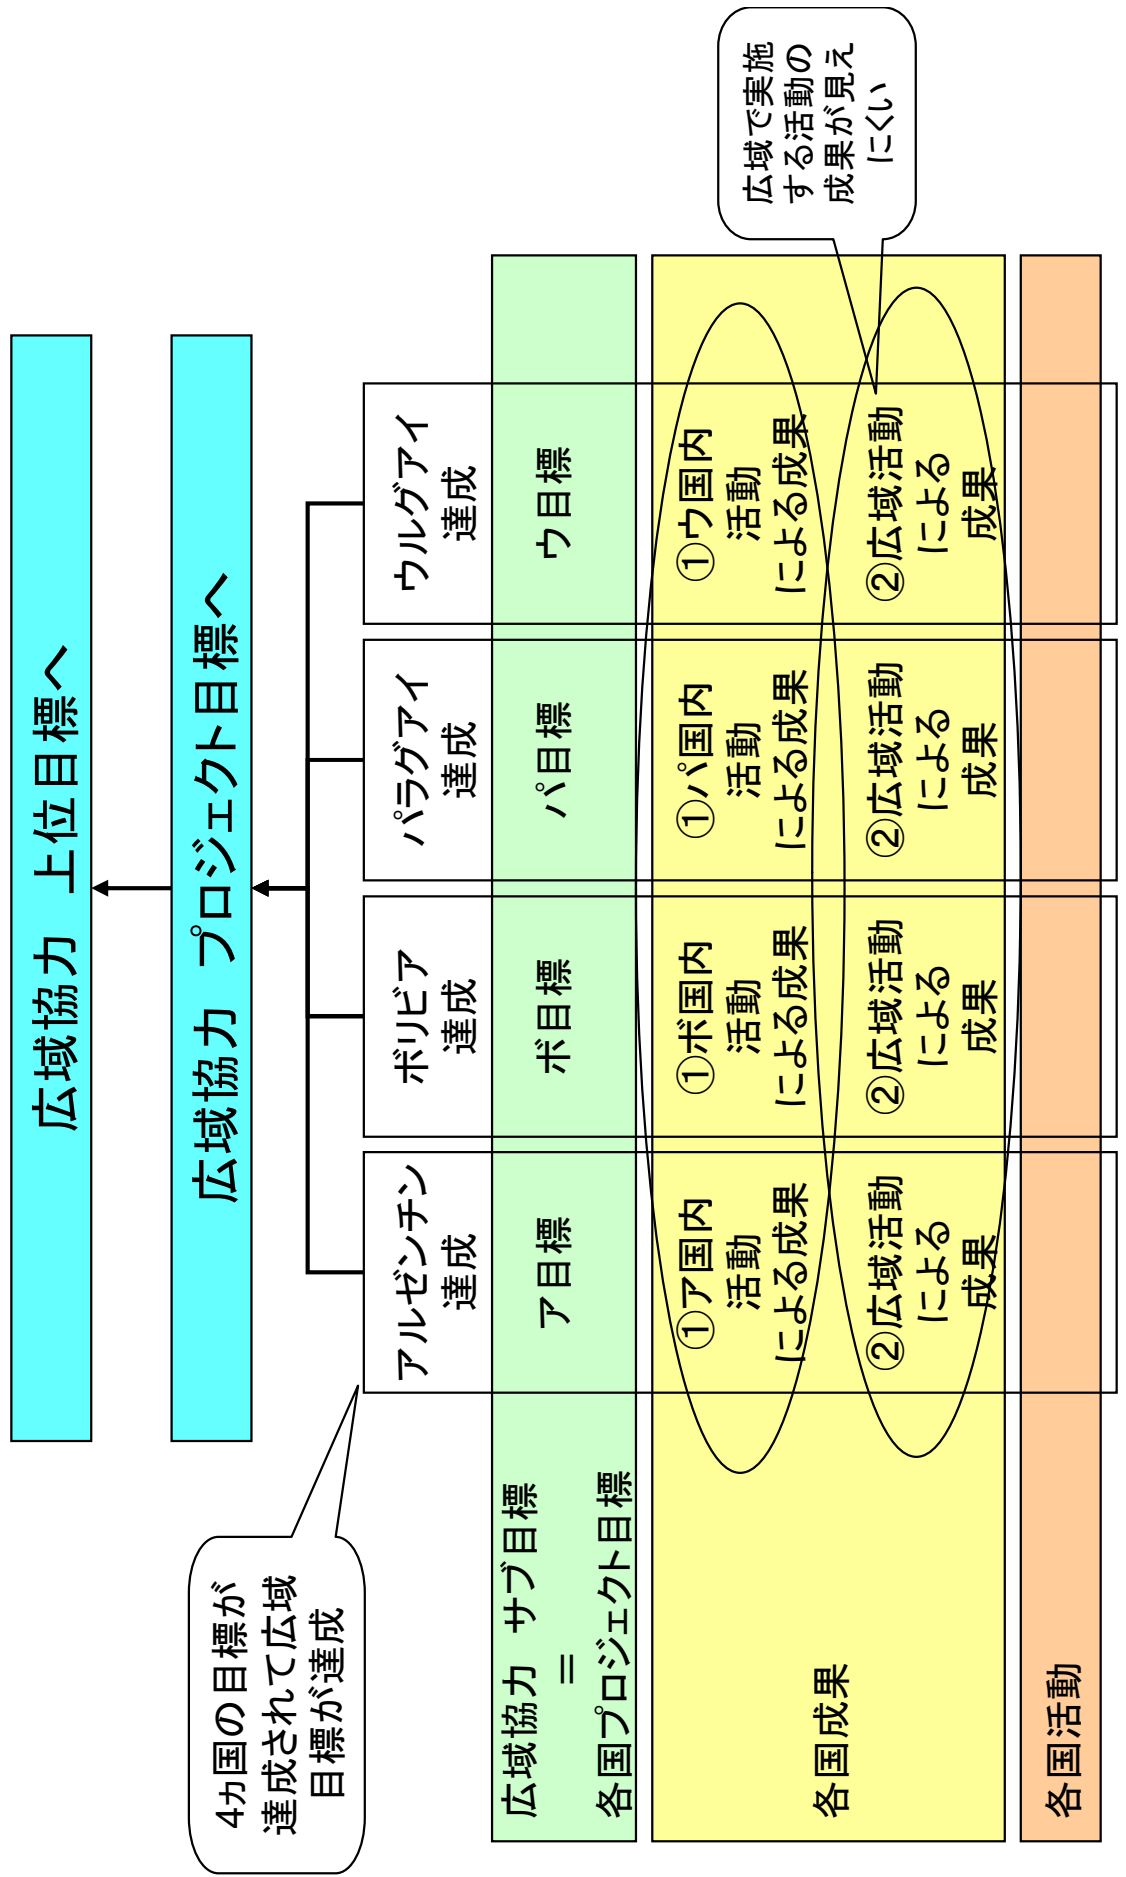 広域協力　上位目標へ
広域協力　プロジェクト目標へ
4ヵ国の目標が
達成されて広域
目標が達成
アルゼンチン
達成
ボリビア
達成
パラグアイ
達成
ウルグアイ
達成
広域協力　サブ目標
＝
各国プロジェクト目標
ア目標
ボ目標
パ目標
ウ目標
各国成果
①ア国内
活動
による成果
①ボ国内
活動
による成果
①パ国内
活動
による成果
①ウ国内
活動
による成果
②広域活動
による
成果
②広域活動
による
成果
②広域活動
による
成果
②広域活動
による
成果
広域で実施
する活動の
成果が見え
にくい
各国活動